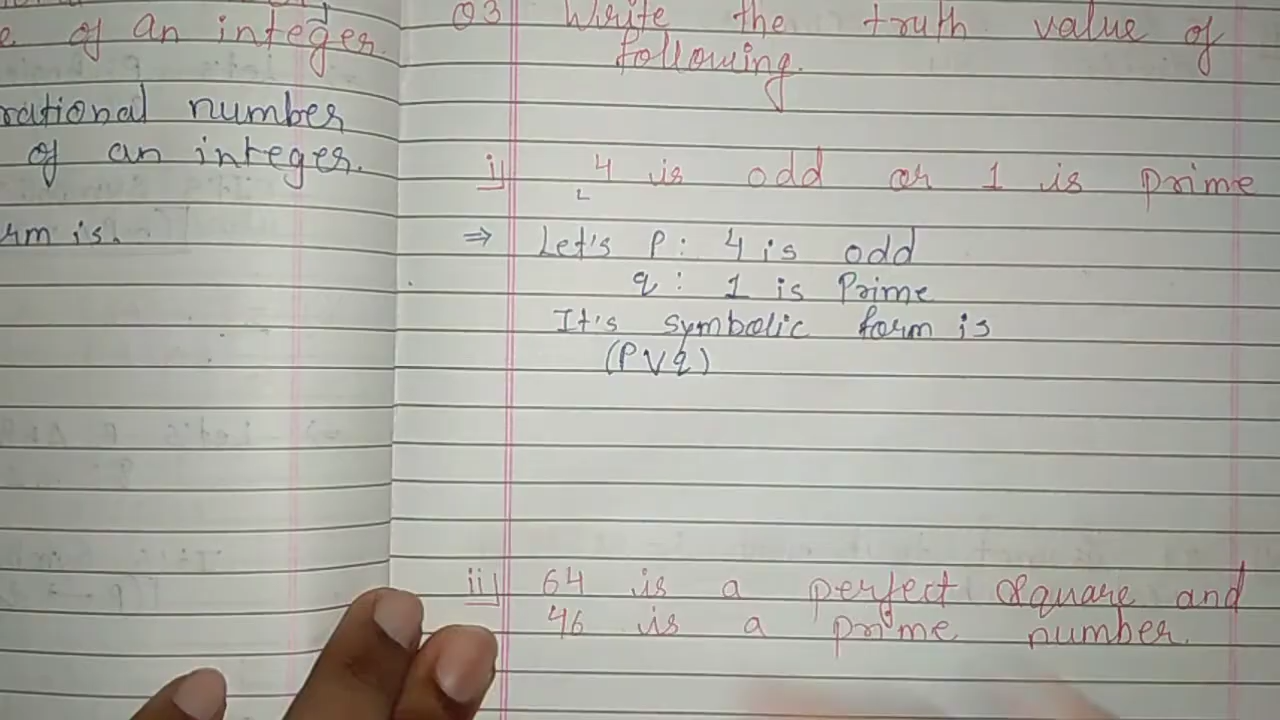 e of an integer.
rational number
of an integer.
rm is.
Q3 Write the truth value of
following.
i) 4 is odd or 1 is prime
⇒ Let's P : 4 is odd
q : 1 is Prime
It's symbolic form is
(P∨q)
ii) 64 is a perfect square and
46 is a prime number.